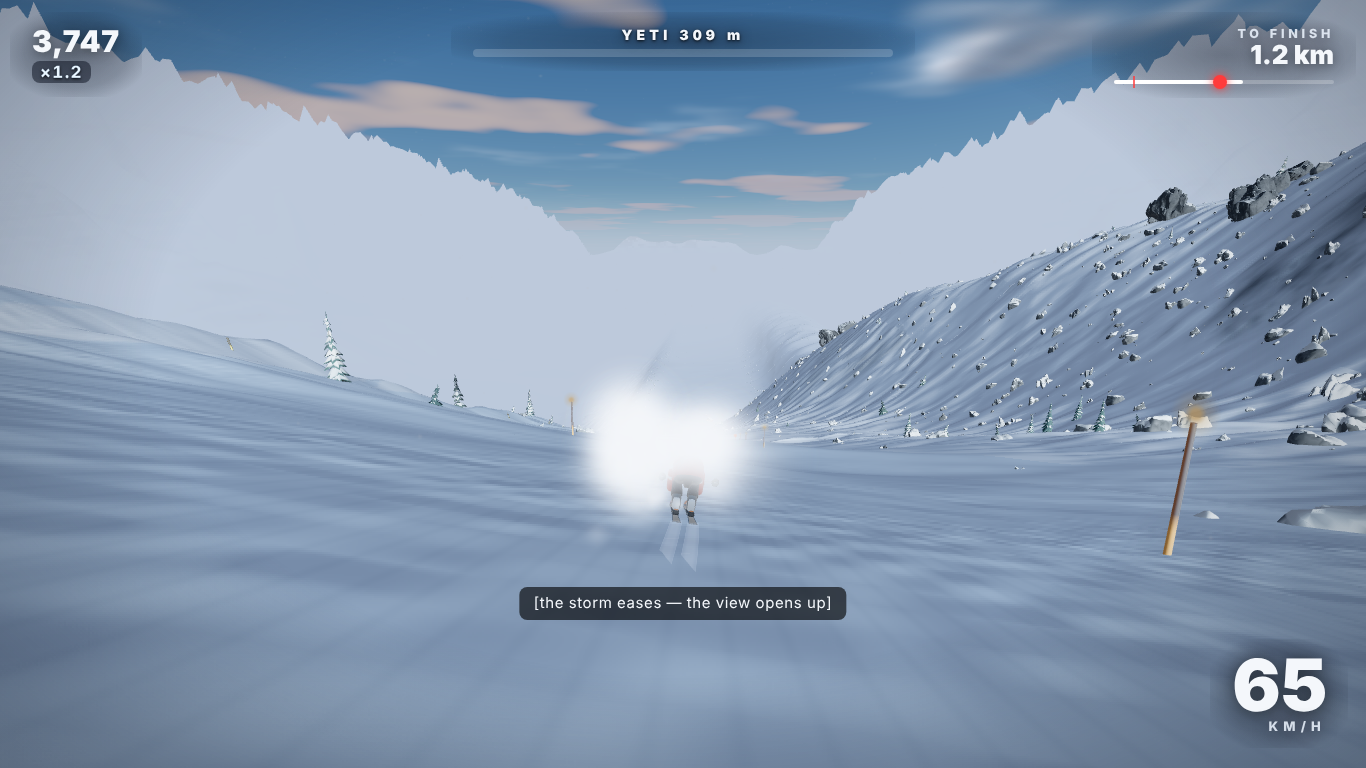 3,747
×1.2
YETI 309 m
TO FINISH
1.2 km
[the storm eases — the view opens up]
65
KM/H